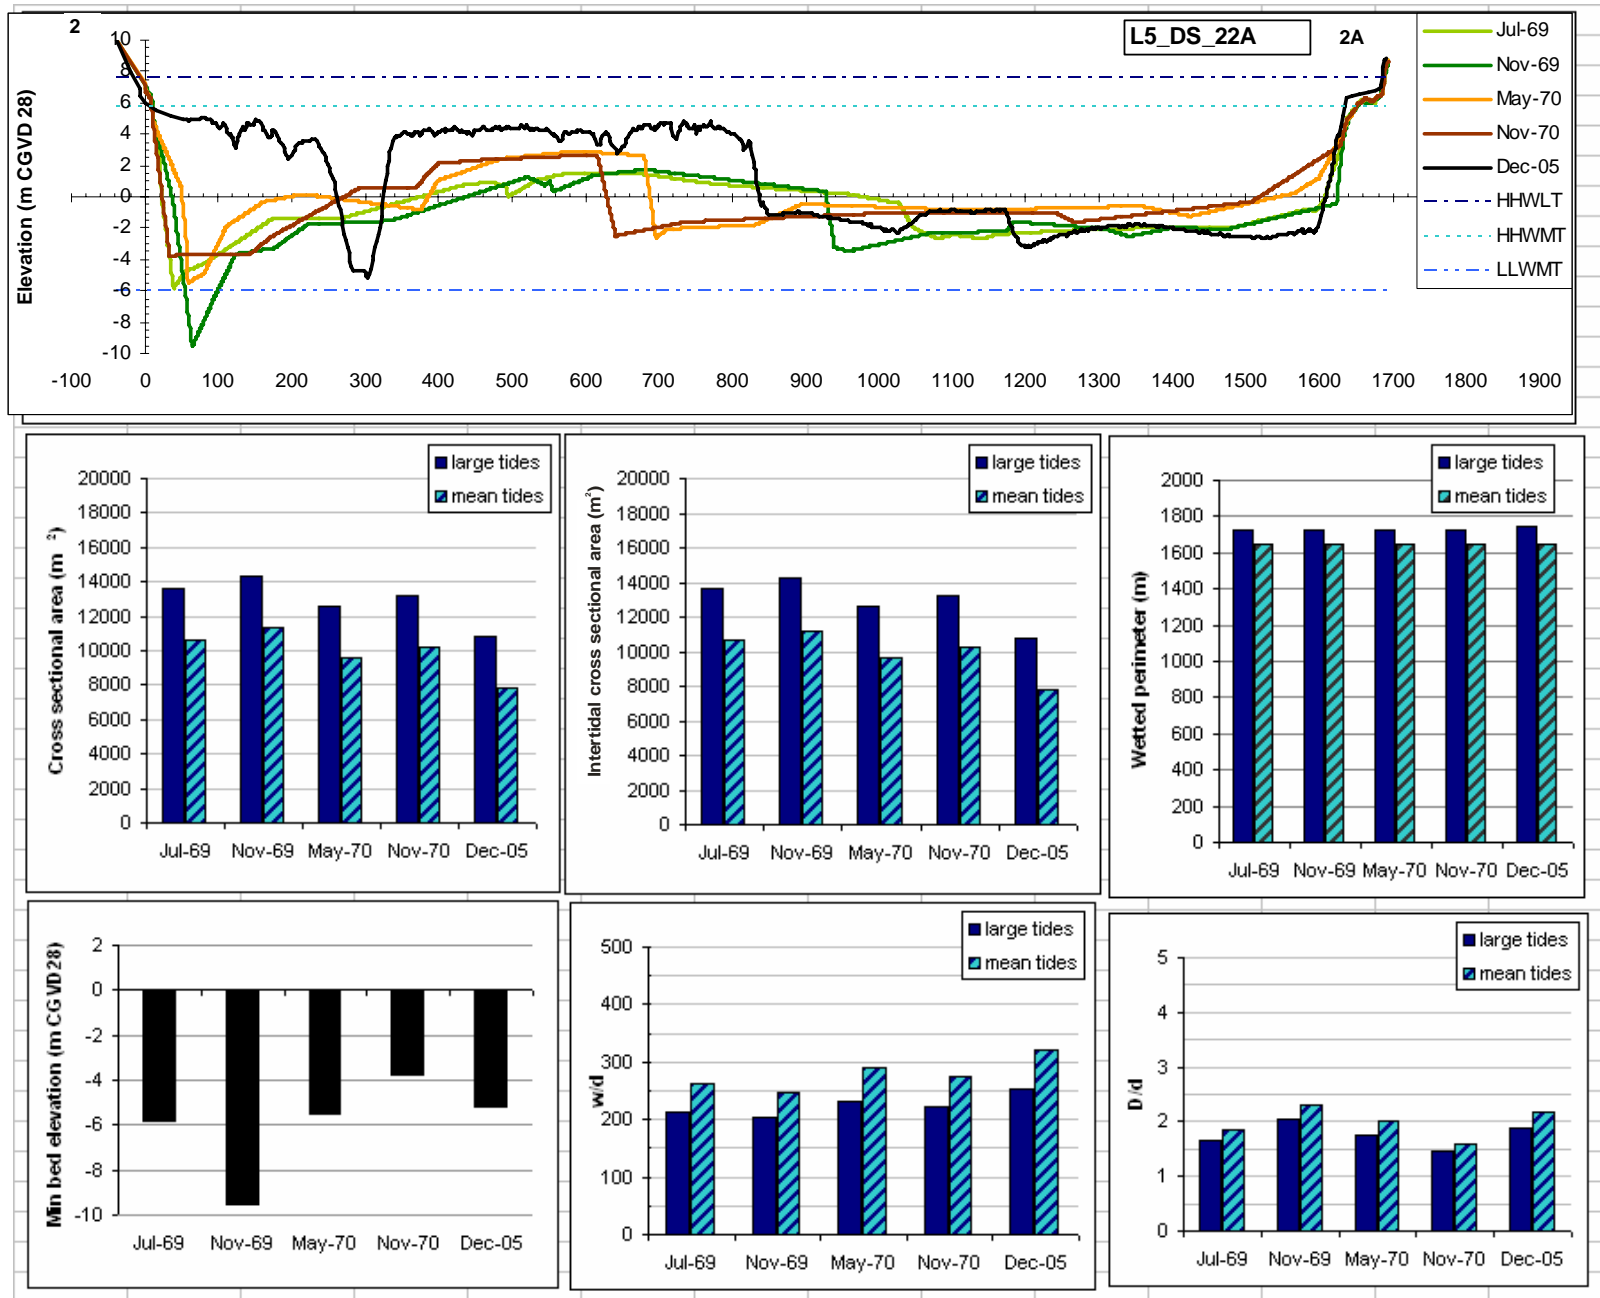 2
L5_DS_22A
2A
Elevation (m CGVD 28)
10
8
6
4
2
0
-2
-4
-6
-8
-10
-100 0 100 200 300 400 500 600 700 800 900 1000 1100 1200 1300 1400 1500 1600 1700 1800 1900
Jul-69
Nov-69
May-70
Nov-70
Dec-05
HHWLT
HHWMT
LLWMT
large tides
mean tides
Cross sectional area (m ²)
20000
18000
16000
14000
12000
10000
8000
6000
4000
2000
0
Jul-69 Nov-69 May-70 Nov-70 Dec-05
large tides
mean tides
Intertidal cross sectional area (m²)
20000
18000
16000
14000
12000
10000
8000
6000
4000
2000
0
Jul-69 Nov-69 May-70 Nov-70 Dec-05
large tides
mean tides
Wetted perimeter (m)
2000
1800
1600
1400
1200
1000
800
600
400
200
0
Jul-69 Nov-69 May-70 Nov-70 Dec-05
Min bed elevation (m CGVD28)
2
0
-2
-4
-6
-8
-10
Jul-69 Nov-69 May-70 Nov-70 Dec-05
large tides
mean tides
w/d
500
400
300
200
100
0
Jul-69 Nov-69 May-70 Nov-70 Dec-05
large tides
mean tides
D/d
5
4
3
2
1
0
Jul-69 Nov-69 May-70 Nov-70 Dec-05